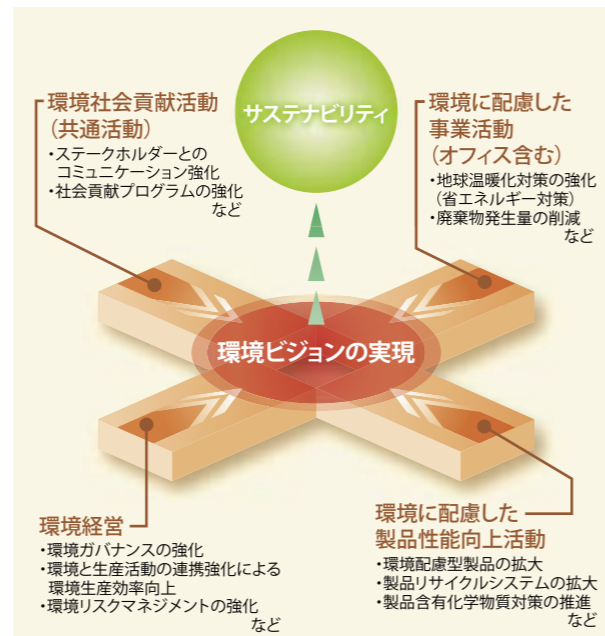 サステナビリティ
環境社会貢献活動
（共通活動）
・ステークホルダーとの
コミュニケーション強化
・社会貢献プログラムの強化
など
環境に配慮した
事業活動
（オフィス含む）
・地球温暖化対策の強化
（省エネルギー対策）
・廃棄物発生量の削減
など
環境ビジョンの実現
環境経営
・環境ガバナンスの強化
・環境と生産活動の連携強化による
環境生産効率向上
・環境リスクマネジメントの強化
など
環境に配慮した
製品性能向上活動
・環境配慮型製品の拡大
・製品リサイクルシステムの拡大
・製品含有化学物質対策の推進
など